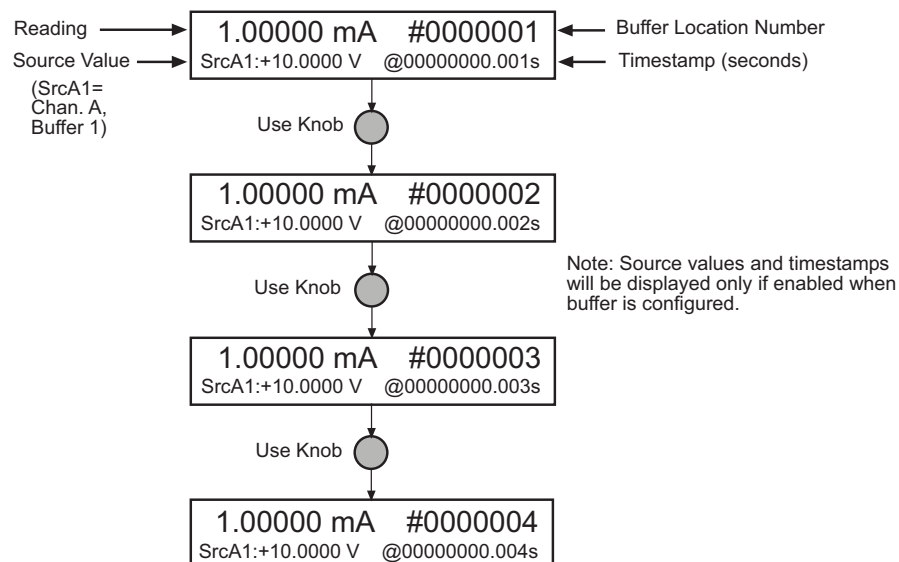 Reading
1.00000 mA #0000001
Buffer Location Number
Source Value
SrcA1:+10.0000 V @00000000.001s
Timestamp (seconds)
(SrcA1=
Chan. A,
Buffer 1)
Use Knob
1.00000 mA #0000002
SrcA1:+10.0000 V @00000000.002s
Use Knob
Note: Source values and timestamps
will be displayed only if enabled when
buffer is configured.
1.00000 mA #0000003
SrcA1:+10.0000 V @00000000.003s
Use Knob
1.00000 mA #0000004
SrcA1:+10.0000 V @00000000.004s